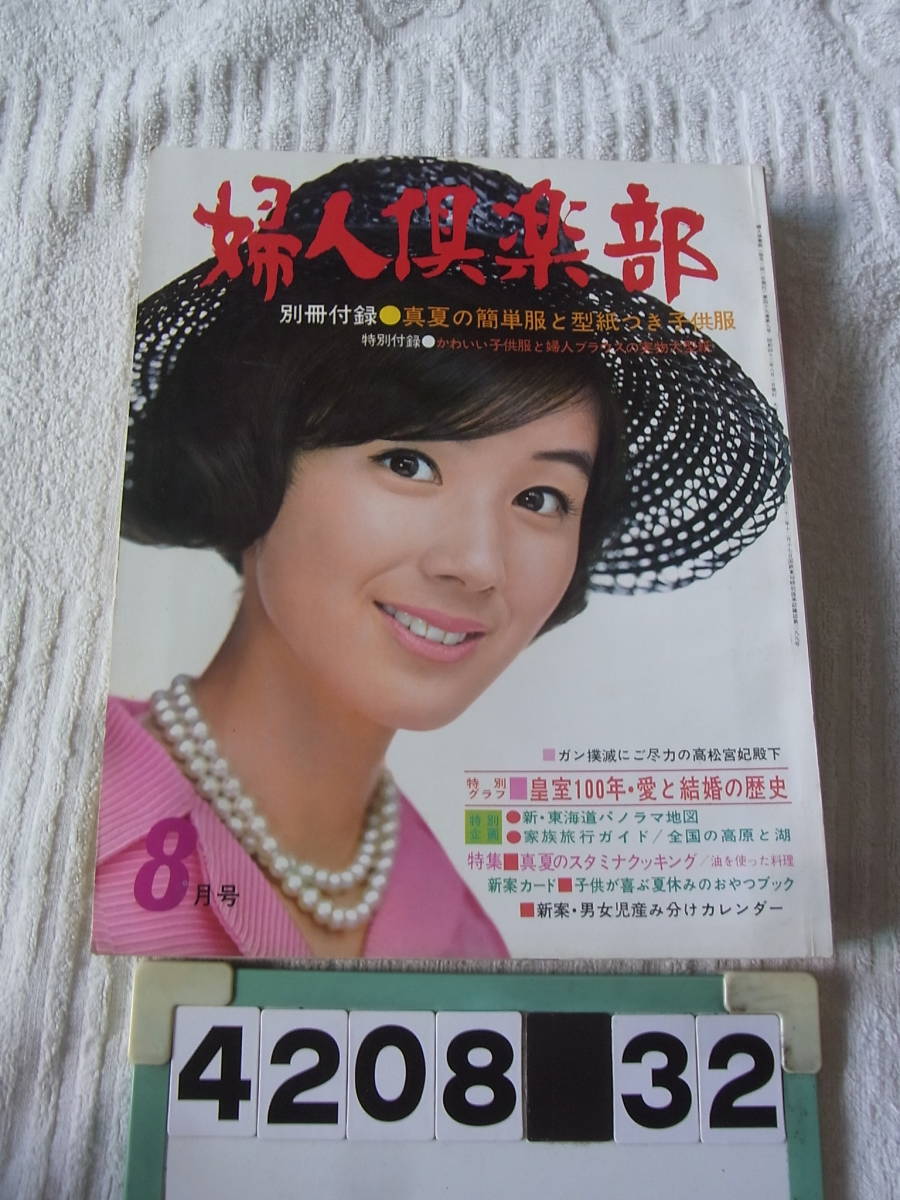 婦人倶楽部
別冊付録●真夏の簡単服と型紙つき子供服
特別付録●かわいい子供服と婦人ブラウスの実物大型紙
■ガン撲滅にご尽力の高松宮妃殿下
特別グラフ■皇室100年・愛と結婚の歴史
特別企画●新・東海道パノラマ地図
●家族旅行ガイド/全国の高原と湖
特集■真夏のスタミナクッキング/油を使った料理
新案カード■子供が喜ぶ夏休みのおやつブック
■新案・男女児産み分けカレンダー
8月号
4208 32